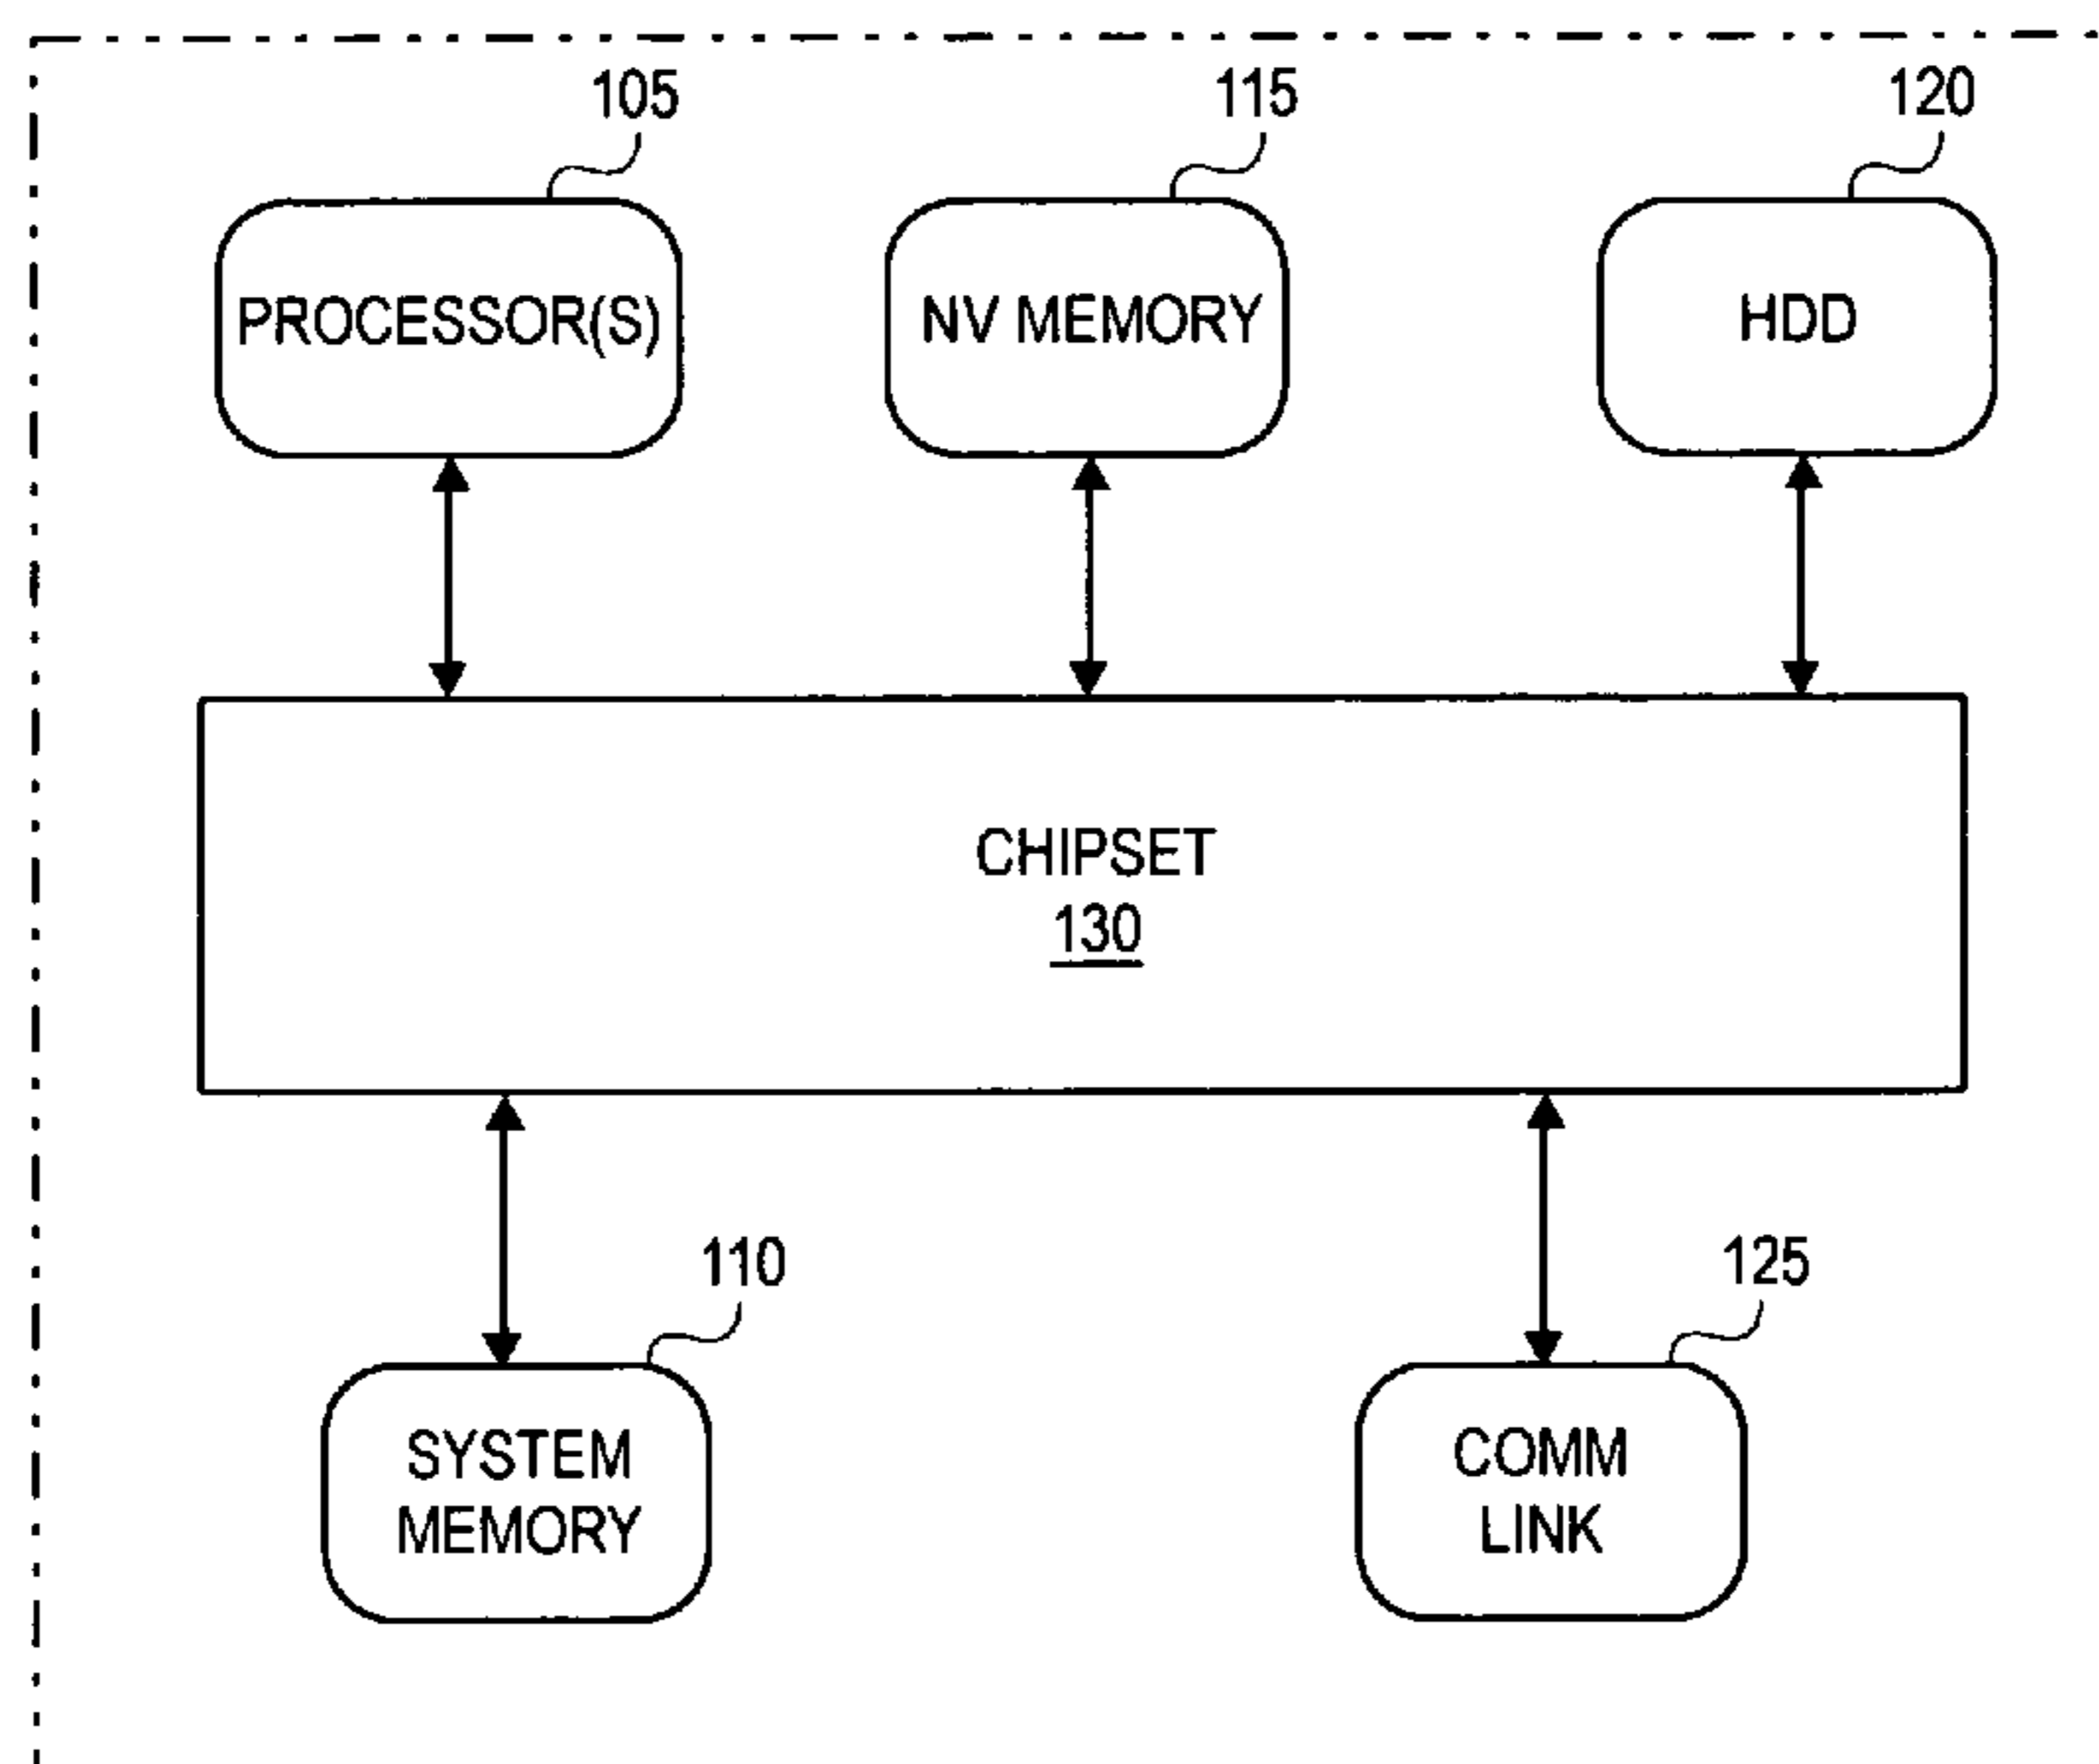 105
115
120
PROCESSOR(S)
NV MEMORY
HDD
CHIPSET
130
110
125
SYSTEM
MEMORY
COMM
LINK